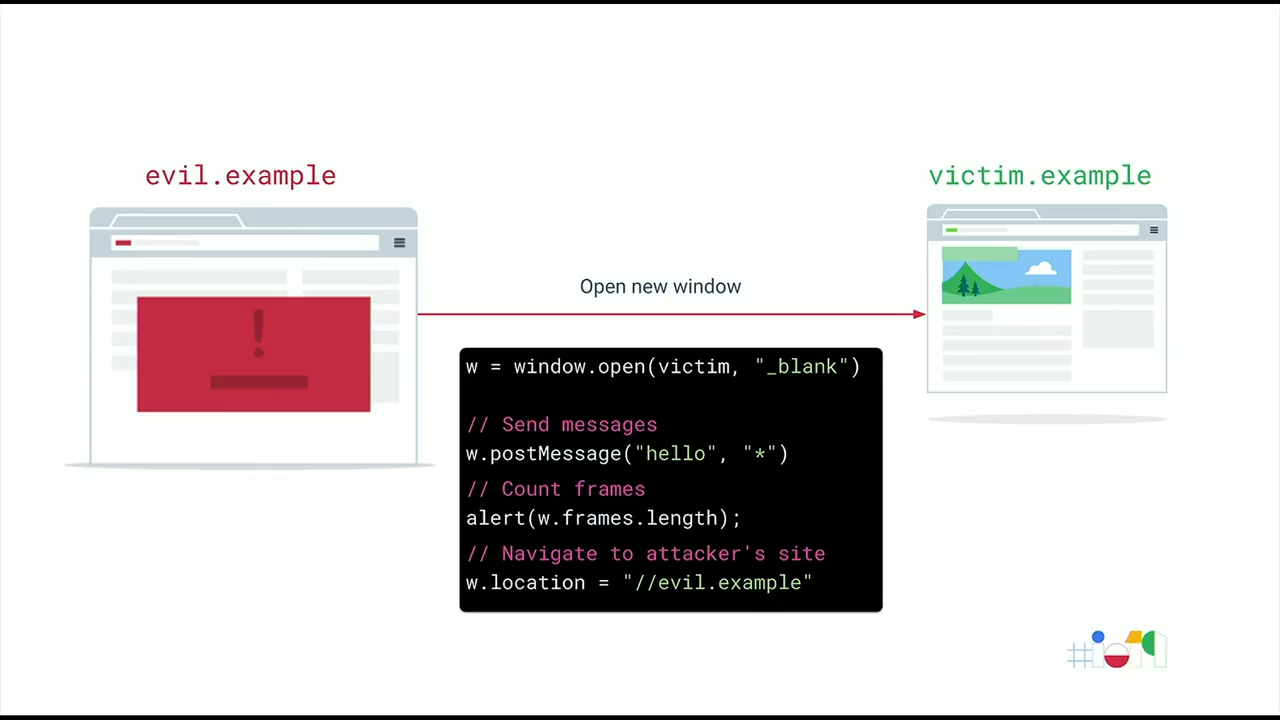 evil.example
victim.example
Open new window
w = window.open(victim, "_blank")
// Send messages
w.postMessage("hello", "*")
// Count frames
alert(w.frames.length);
// Navigate to attacker's site
w.location = "//evil.example"
#io19